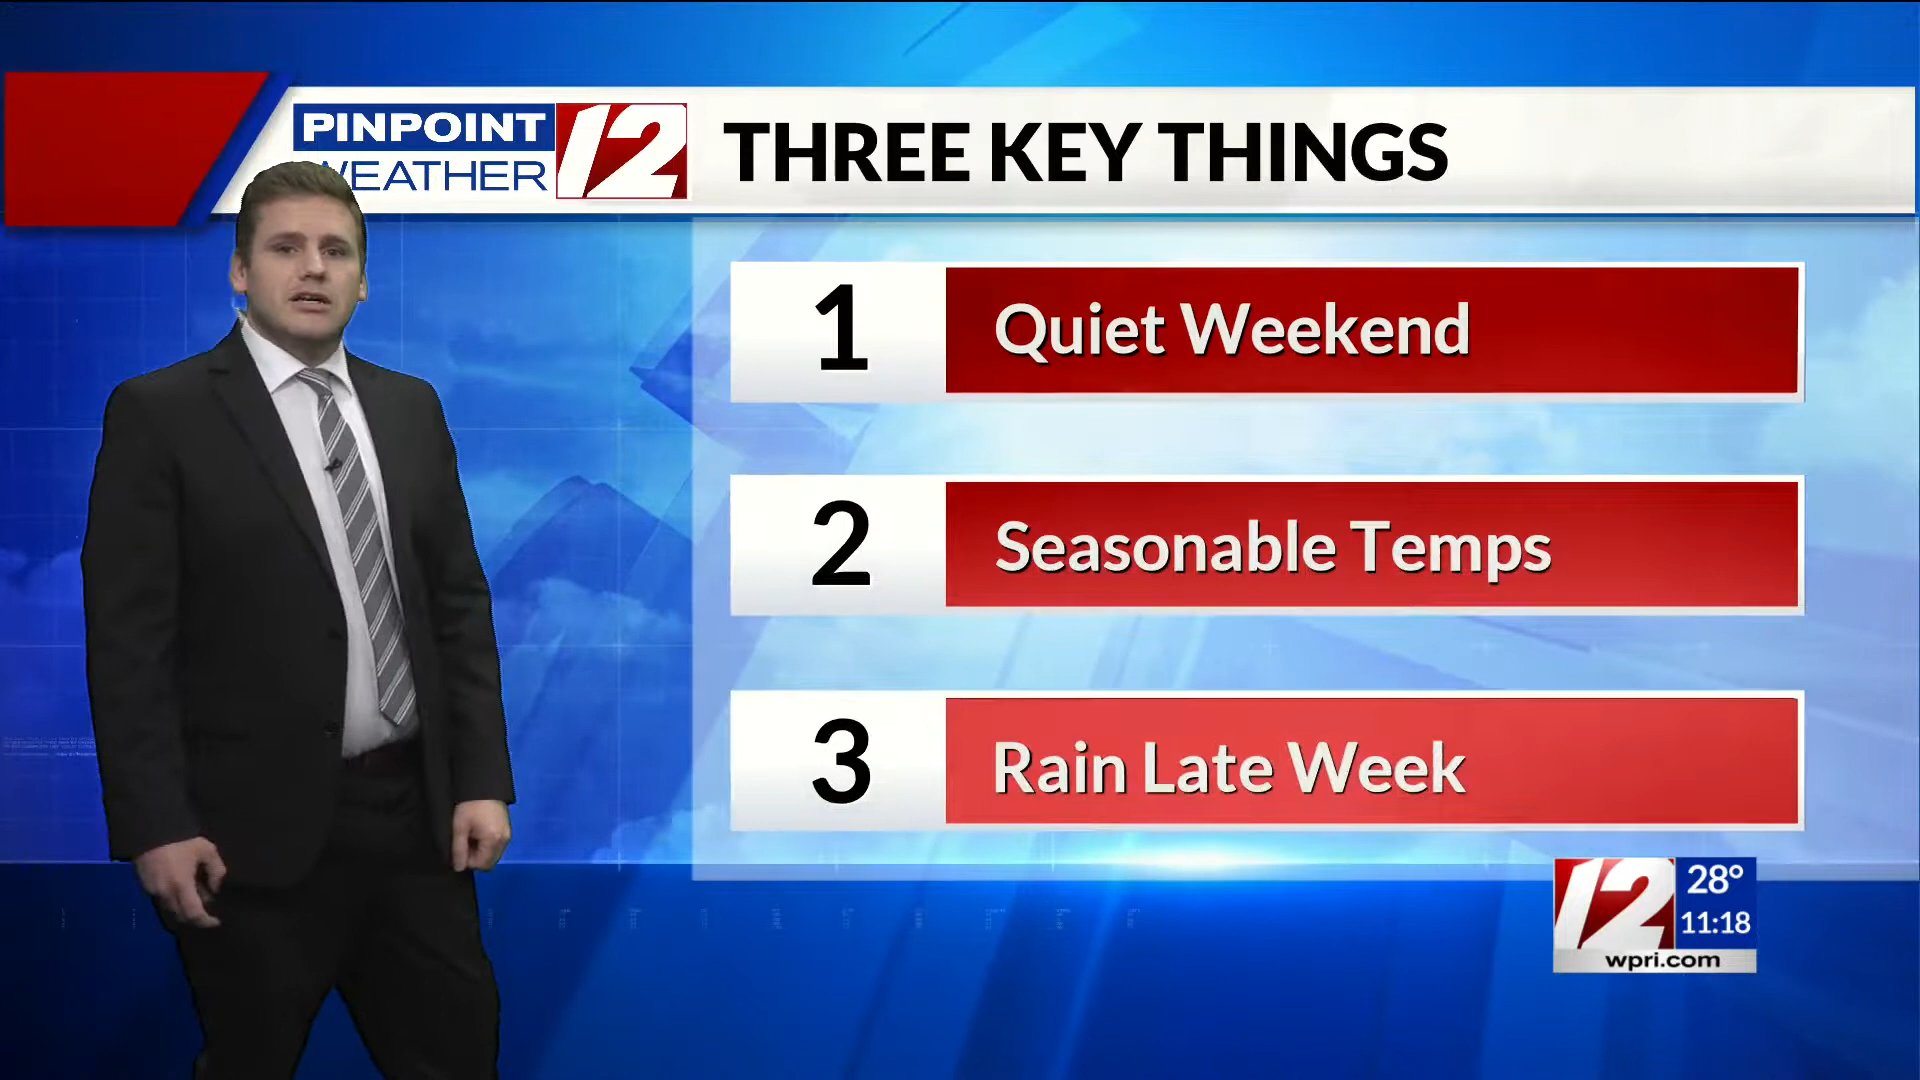 PINPOINT
WEATHER
12
THREE KEY THINGS
1
Quiet Weekend
2
Seasonable Temps
3
Rain Late Week
12
28°
11:18
wpri.com